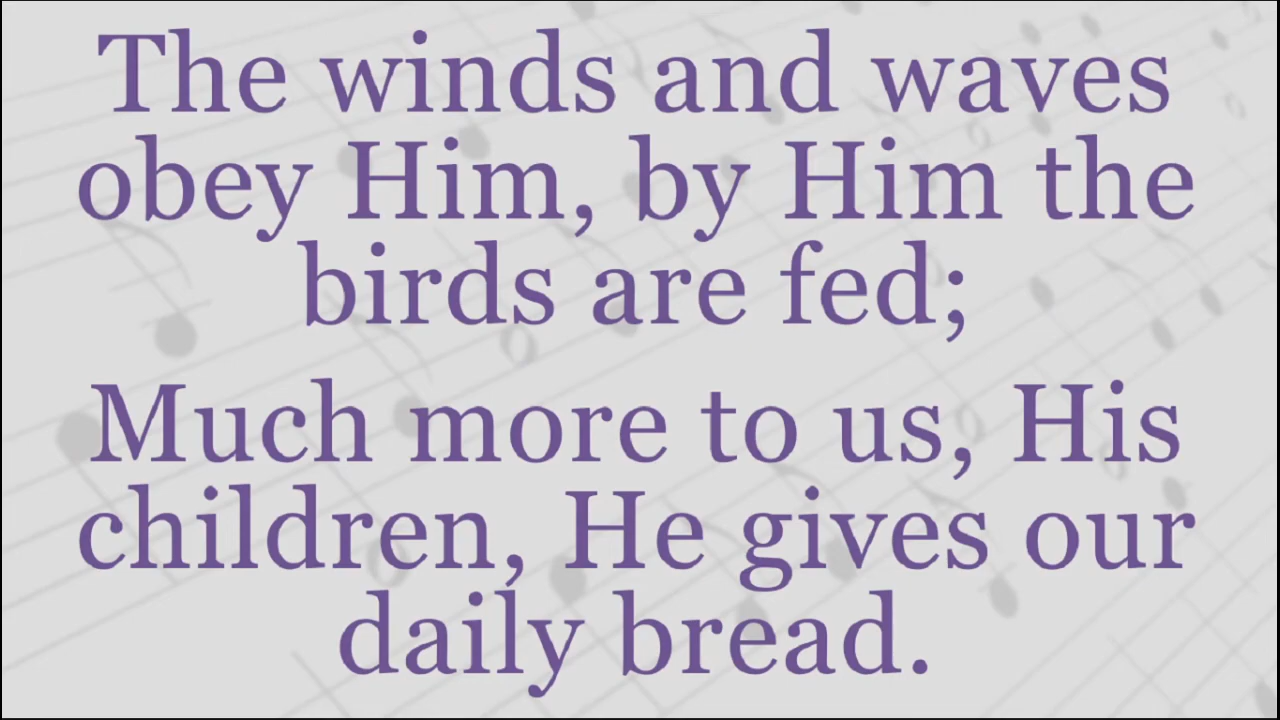 The winds and waves
obey Him, by Him the
birds are fed;
Much more to us, His
children, He gives our
daily bread.